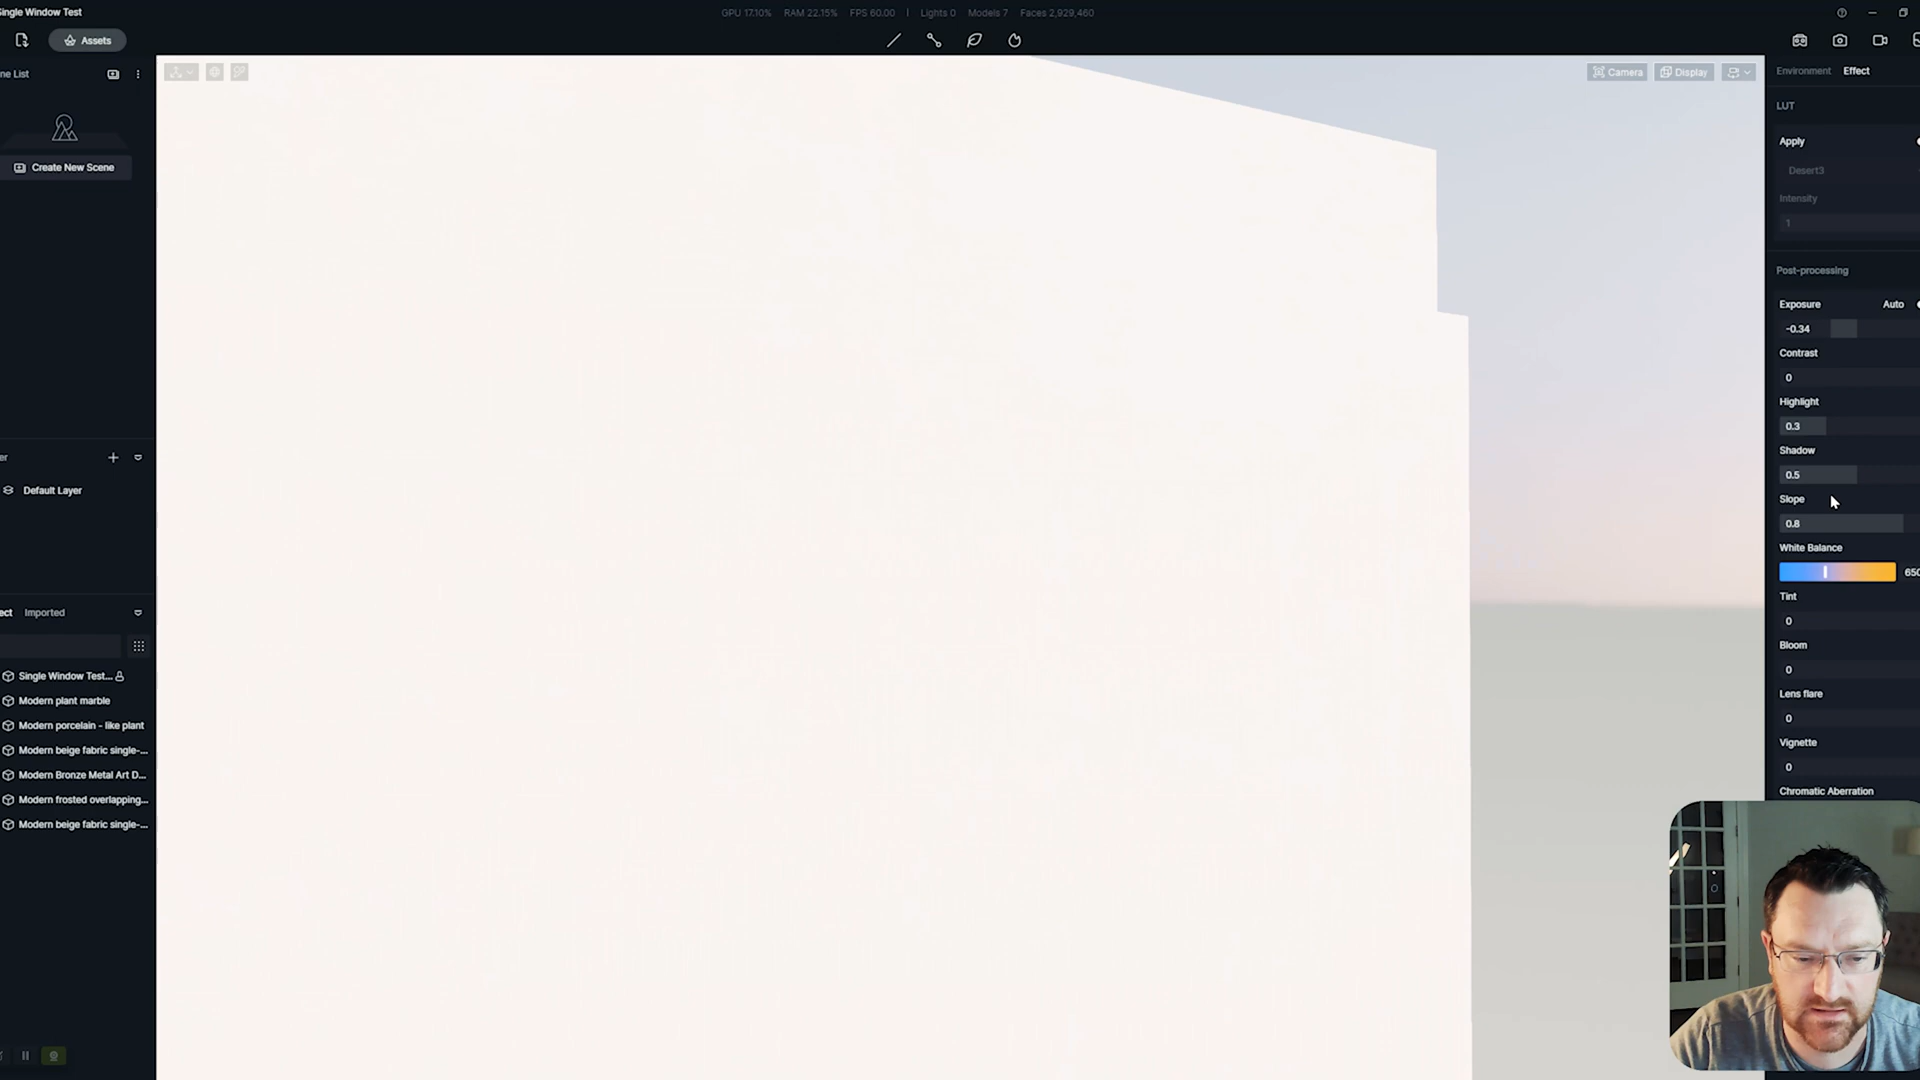 Single Window Test
GPU 17.10% RAM 22.15% FPS 60.00 | Lights 0 Models 7 Faces 2,929,460
Assets
ne List
Create New Scene
er
Default Layer
ect Imported
Single Window Test...
Modern plant marble
Modern porcelain - like plant
Modern beige fabric single-...
Modern Bronze Metal Art D...
Modern frosted overlapping...
Modern beige fabric single-...
Camera Display
Environment Effect
LUT
Apply
Desert3
Intensity
1
Post-processing
Exposure Auto
-0.34
Contrast
0
Highlight
0.3
Shadow
0.5
Slope
0.8
White Balance
650
Tint
0
Bloom
0
Lens flare
0
Vignette
0
Chromatic Aberration